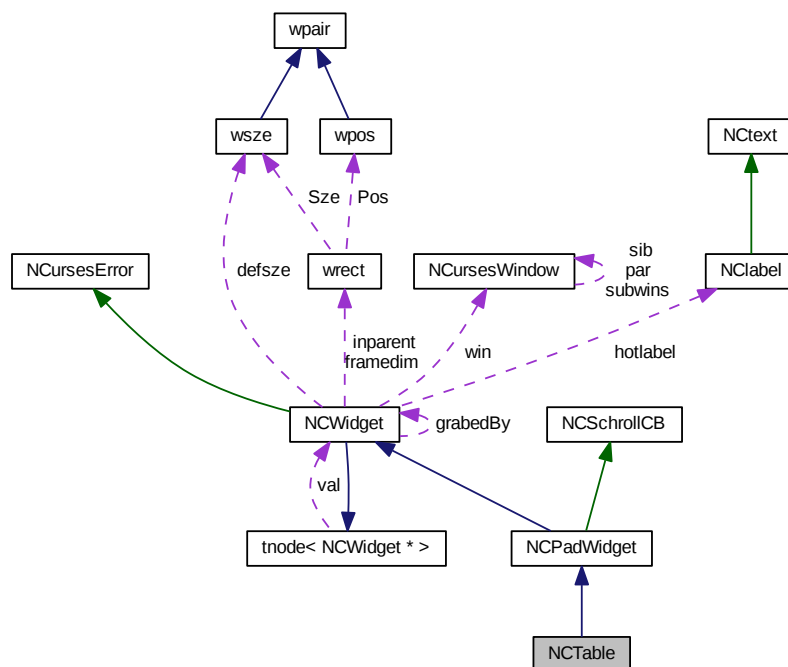 wpair
wsze
wpos
NCtext
Sze
Pos
NCursesError
defsze
wrect
NCursesWindow
sib
par
subwins
NClabel
inparent
framedim
win
hotlabel
NCWidget
grabedBy
NCSchrollCB
val
tnode< NCWidget * >
NCPadWidget
NCTable